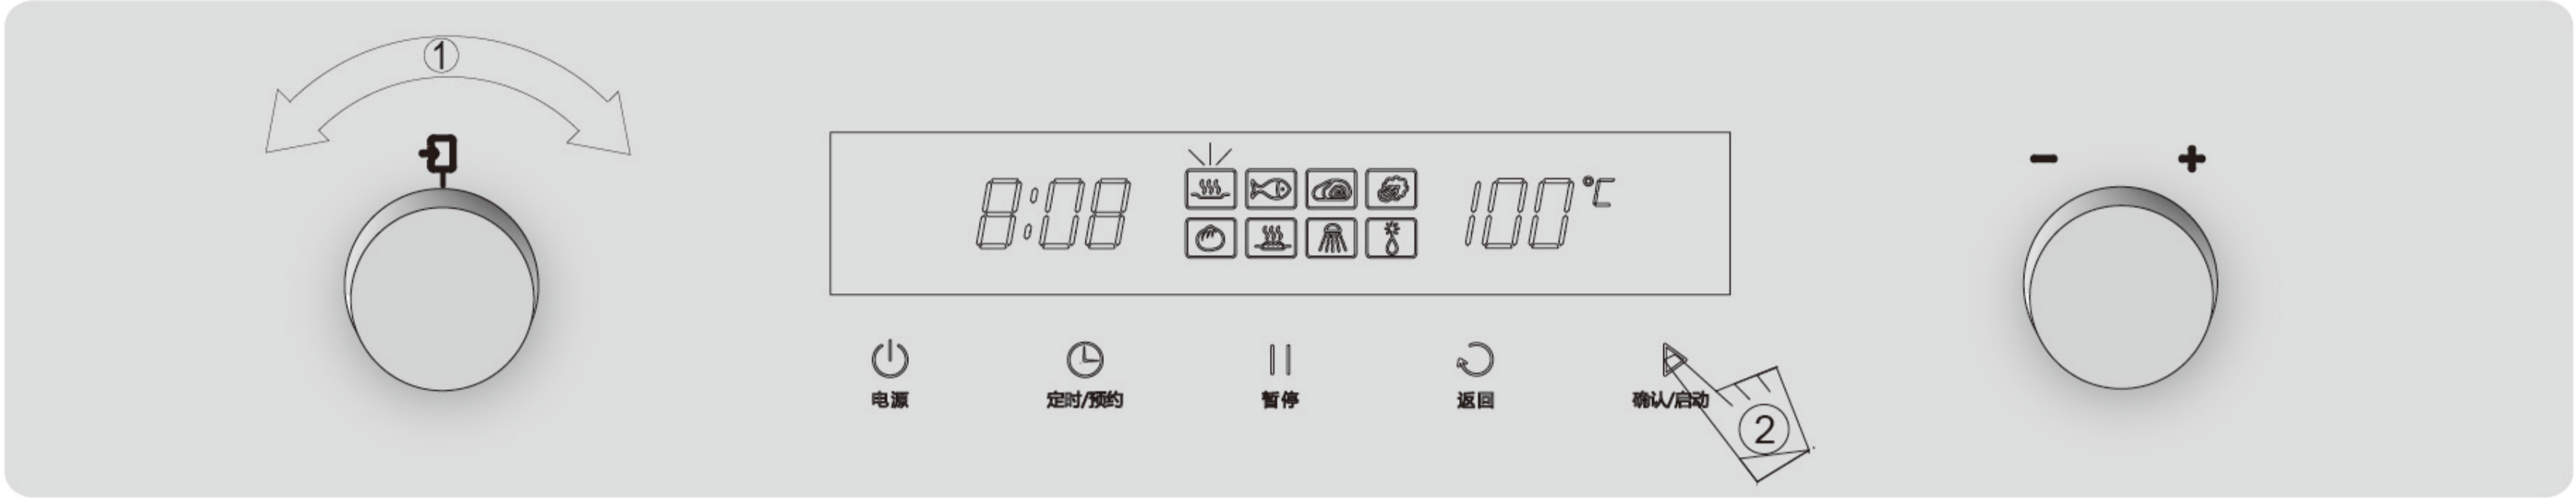 ①
8:08
100℃
- +
电源
定时/预约
暂停
返回
确认/启动
②